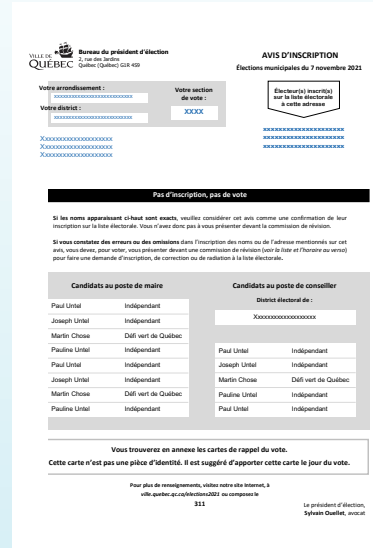 VILLE DE
QUÉBEC
Bureau du président d'élection
2, rue des Jardins
Québec (Québec) G1R 4S9
AVIS D'INSCRIPTION
Élections municipales du 7 novembre 2021
Votre arrondissement :
xxxxxxxxxxxxxxxxxxxxxxxxxx
Votre district :
xxxxxxxxxxxxxxxxxxxxxxxxxx
Votre section
de vote :
XXXX
Électeur(s) inscrit(s)
sur la liste électorale
à cette adresse
Xxxxxxxxxxxxxxxxxxx
Xxxxxxxxxxxxxxxxxxx
Xxxxxxxxxxxxxxxxxxx
xxxxxxxxxxxxxxxxxxxxx
xxxxxxxxxxxxxxxxxxxxx
xxxxxxxxxxxxxxxxxxxxx
Pas d'inscription, pas de vote
Si les noms apparaissant ci-haut sont exacts, veuillez considérer cet avis comme une confirmation de leur
inscription sur la liste électorale. Vous n'avez donc pas à vous présenter devant la commission de révision.
Si vous constatez des erreurs ou des omissions dans l'inscription des noms ou de l'adresse mentionnés sur cet
avis, vous devez, pour voter, vous présenter devant une commission de révision (voir la liste et l'horaire au verso)
pour faire une demande d'inscription, de correction ou de radiation à la liste électorale.
Candidats au poste de maire
Paul Untel Indépendant
Joseph Untel Indépendant
Martin Chose Défi vert de Québec
Pauline Untel Indépendant
Paul Untel Indépendant
Joseph Untel Indépendant
Martin Chose Défi vert de Québec
Pauline Untel Indépendant
Candidats au poste de conseiller
District électoral de :
Xxxxxxxxxxxxxxxxxx
Paul Untel Indépendant
Joseph Untel Indépendant
Martin Chose Défi vert de Québec
Pauline Untel Indépendant
Paul Untel Indépendant
Vous trouverez en annexe les cartes de rappel du vote.
Cette carte n'est pas une pièce d'identité. Il est suggéré d'apporter cette carte le jour du vote.
Pour plus de renseignements, visitez notre site Internet, à
ville.quebec.qc.ca/elections2021 ou composez le
311
Le président d'élection,
Sylvain Ouellet, avocat